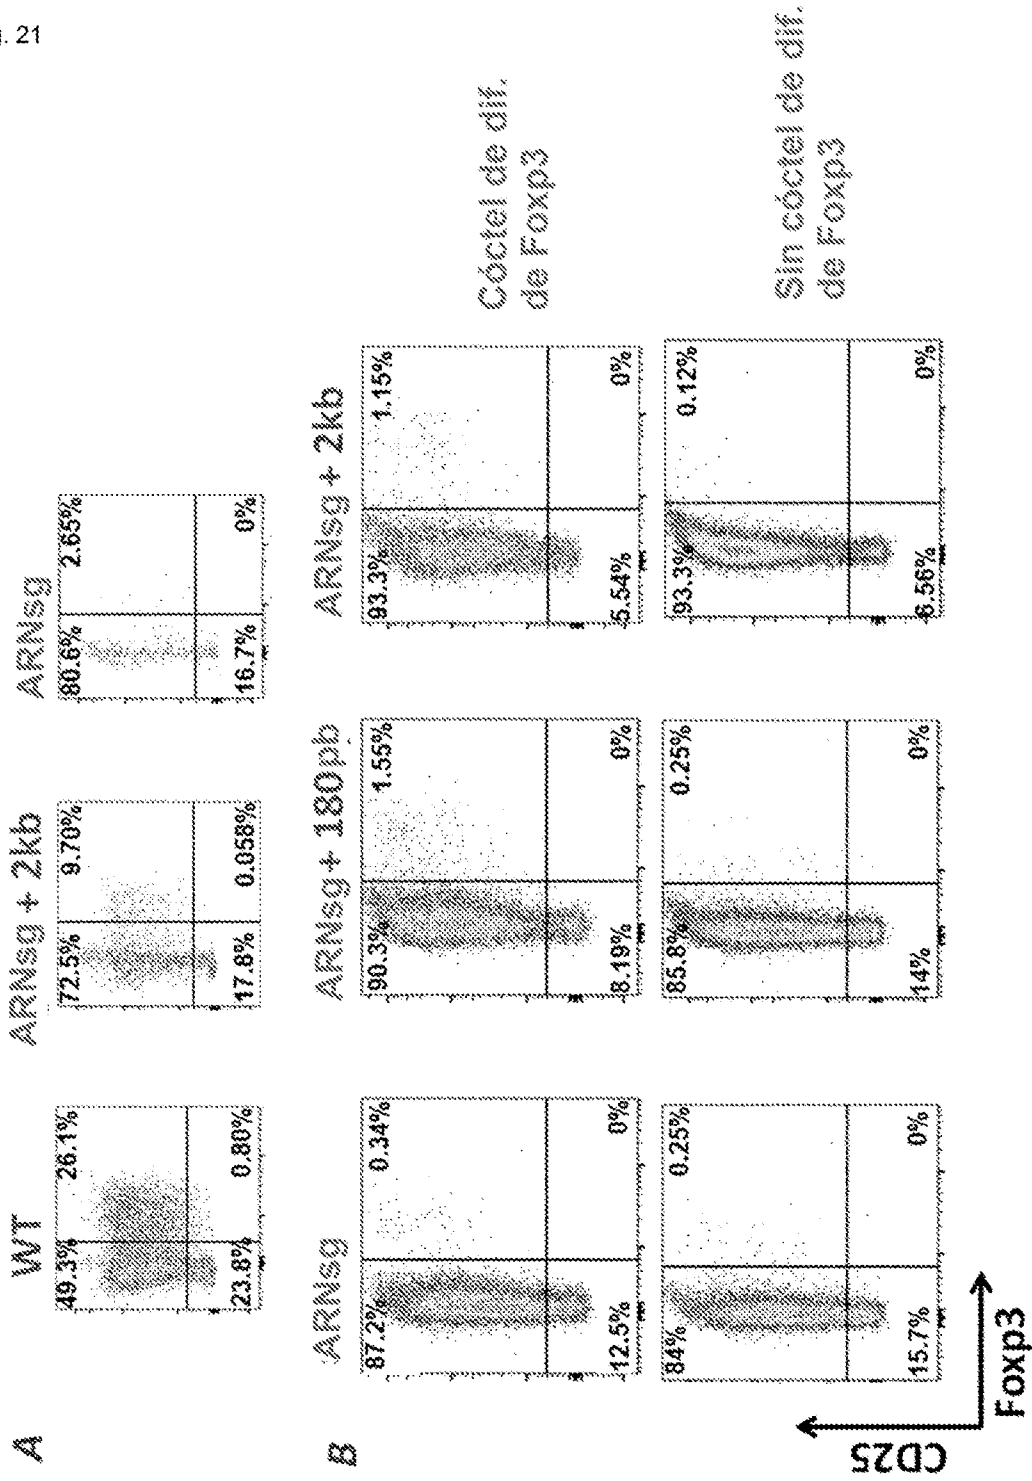 . 21
A
WT
ARNsg + 2kb
ARNsg
49.3%
26.1%
23.8%
0.80%
72.5%
9.70%
17.8%
0.058%
80.6%
2.65%
16.7%
0%
B
ARNsg
ARNsg + 180pb
ARNsg + 2kb
87.2%
0.34%
12.5%
0%
90.3%
1.55%
8.19%
0%
93.3%
1.15%
5.54%
0%
Cóctel de dif.
de Foxp3
84%
0.25%
15.7%
0%
85.8%
0.25%
14%
0%
93.3%
0.12%
6.56%
0%
Sin cóctel de dif.
de Foxp3
CD25
Foxp3